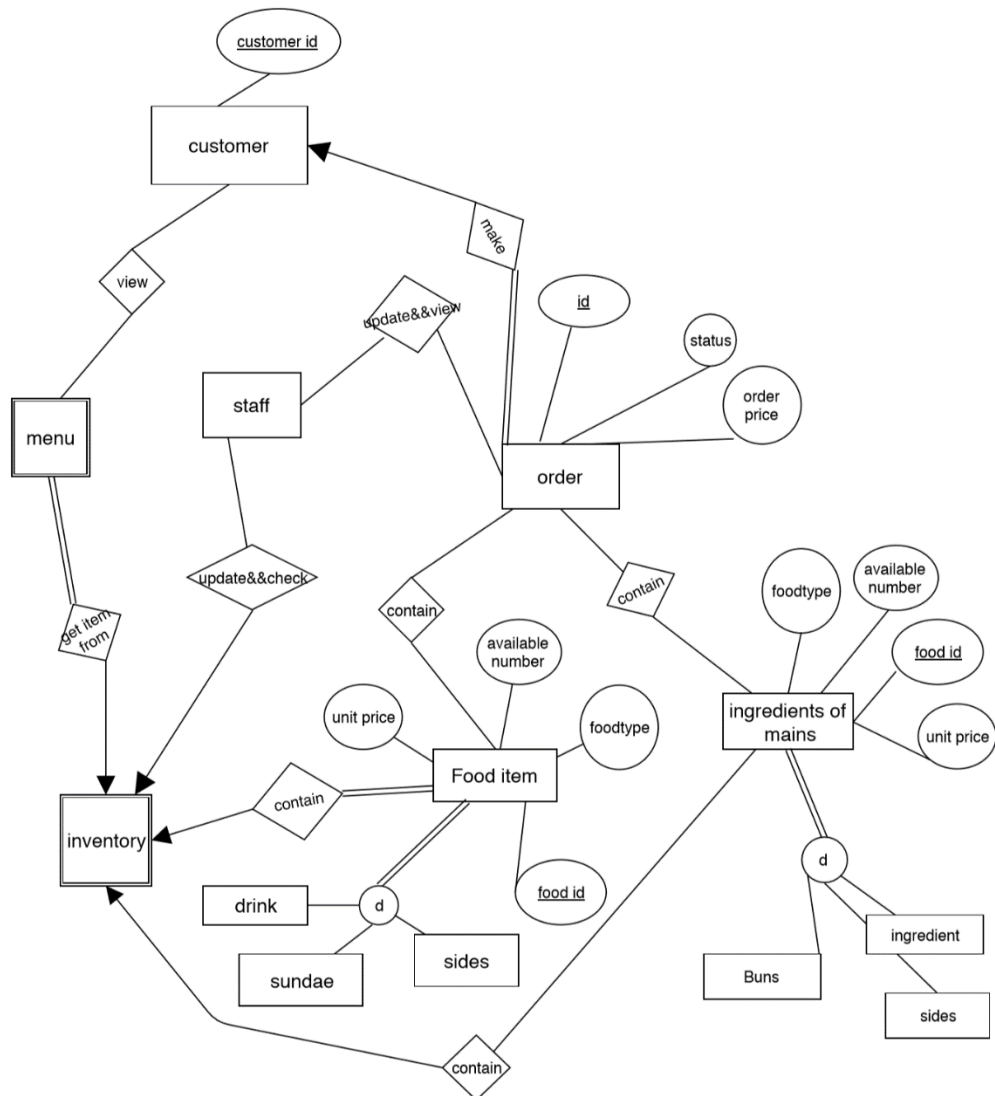 customer id
customer
make
view
id
update&&view
status
staff
order
price
menu
order
update&&check
foodtype
available
number
contain
contain
get item
from
available
number
food id
unit price
foodtype
ingredients of
mains
unit price
Food item
contain
inventory
d
drink
d
food id
ingredient
sundae
sides
Buns
sides
contain